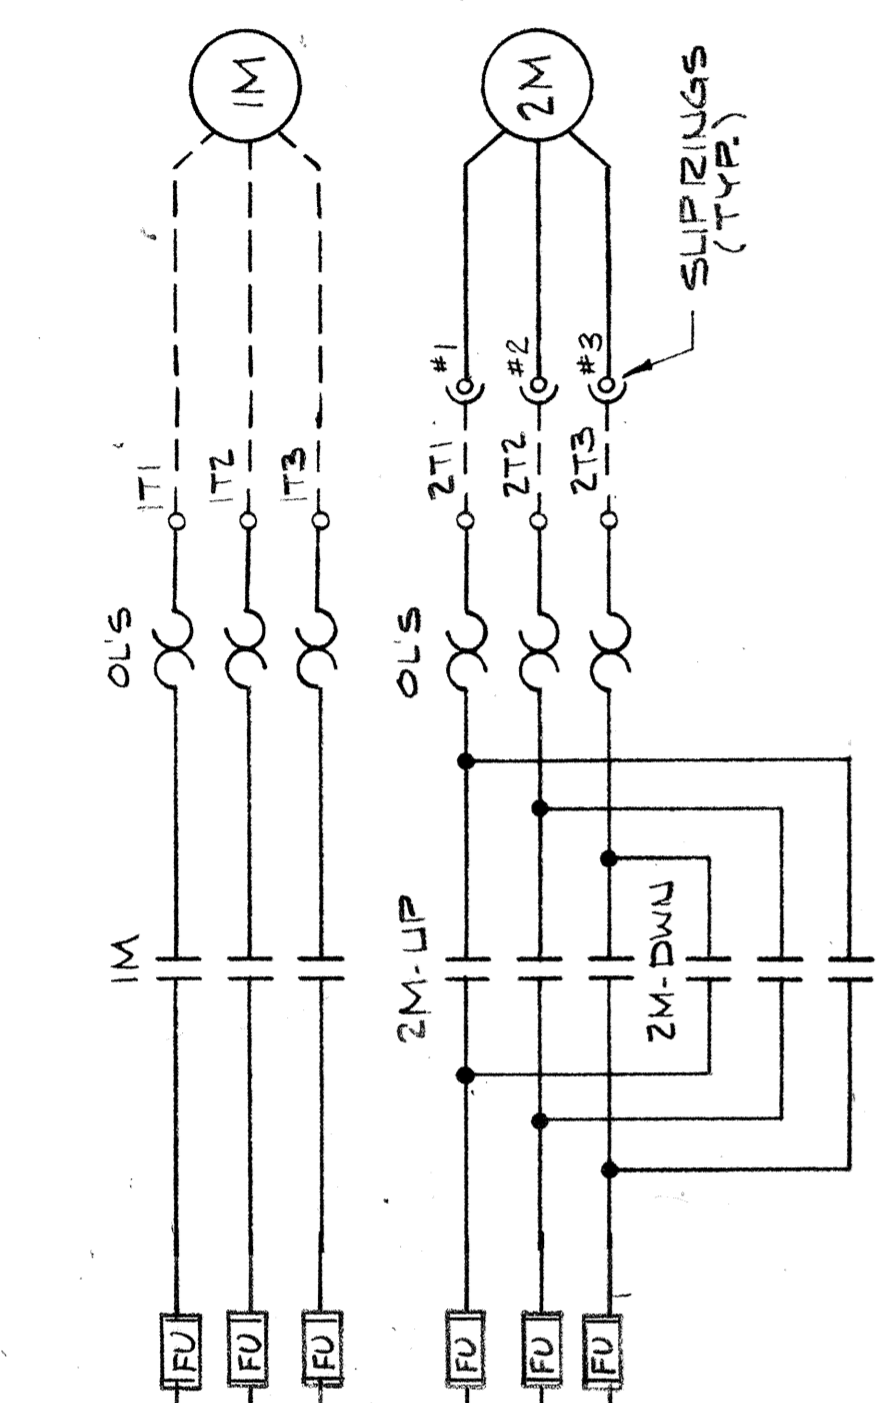 1M
2M
SLIP RINGS
(TYP.)
#1
#2
#3
1T1
1T2
1T3
2T1
2T2
2T3
OL'S
OL'S
1M
2M-UP
2M-DWN
FU
FU
FU
FU
FU
FU